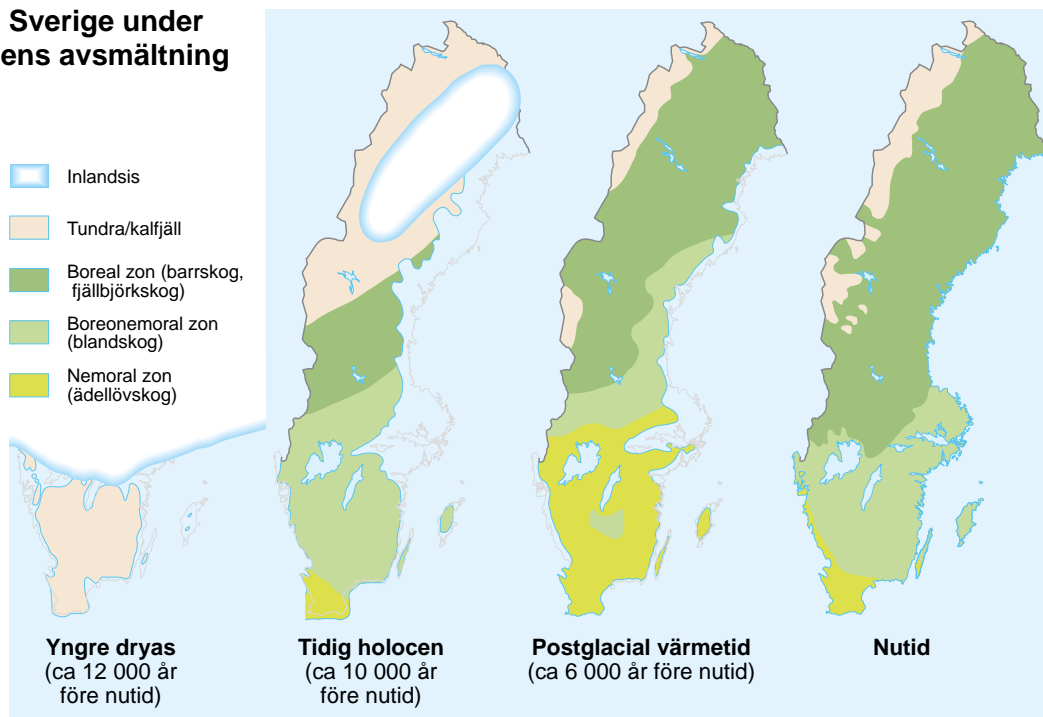 Sverige under
ens avsmältning
Inlandsis
Tundra/kalfjäll
Boreal zon (barrskog,
fjällbjörkskog)
Boreonemoral zon
(blandskog)
Nemoral zon
(ädellövskog)
Yngre dryas
(ca 12 000 år
före nutid)
Tidig holocen
(ca 10 000 år
före nutid)
Postglacial värmetid
(ca 6 000 år före nutid)
Nutid